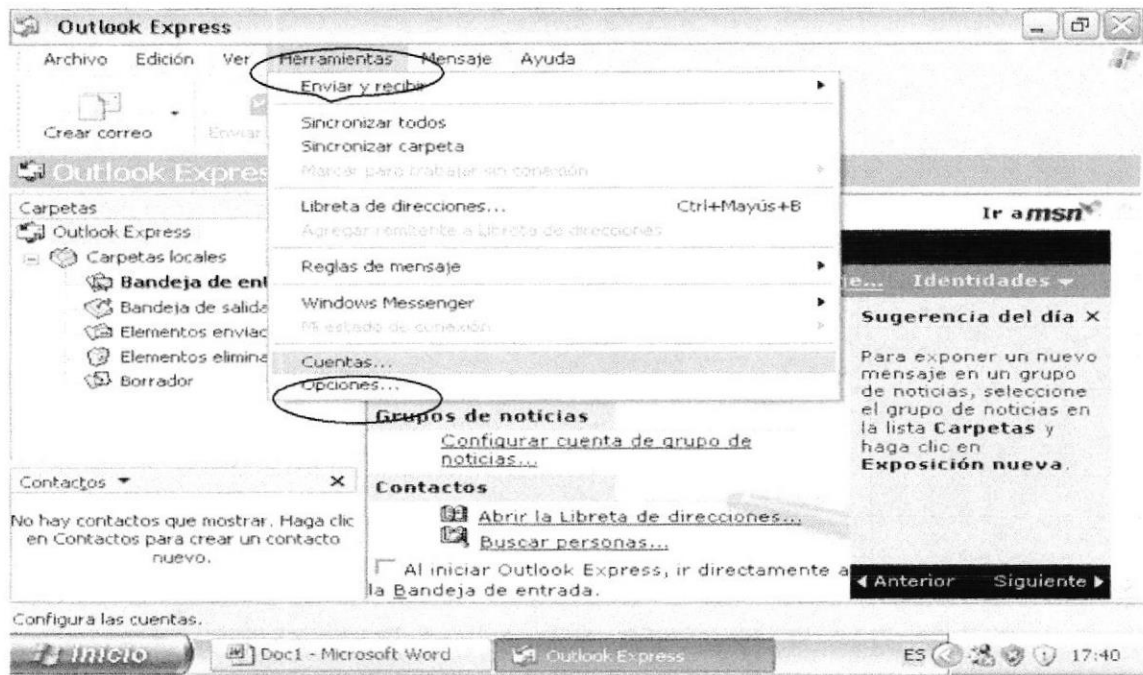 Outlook Express
Archivo Edición Ver Herramientas Mensaje Ayuda
Crear correo Enviar
Enviar y recibir
Sincronizar todos
Sincronizar carpeta
Marcar para trabajar sin conexión
Libreta de direcciones... Ctrl+Mayús+B
Agregar remitente a Libreta de direcciones
Reglas de mensaje
Windows Messenger
Mi estado de conexión
Cuentas...
Opciones...
Outlook Expres
Carpetas
Outlook Express
Carpetas locales
Bandeja de ent
Bandeja de salida
Elementos enviad
Elementos elimina
Borrador
Contactos
No hay contactos que mostrar. Haga clic
en Contactos para crear un contacto
nuevo.
Ir a msn
e... Identidades
Grupos de noticias
Configurar cuenta de grupo de
noticias...
Contactos
Abrir la Libreta de direcciones...
Buscar personas...
Al iniciar Outlook Express, ir directamente a
la Bandeja de entrada.
Sugerencia del día
Para exponer un nuevo
mensaje en un grupo
de noticias, seleccione
el grupo de noticias en
la lista Carpetas y
haga clic en
Exposición nueva.
Anterior Siguiente
Configura las cuentas.
Inicio Doc1 - Microsoft Word Outlook Express ES 17:40